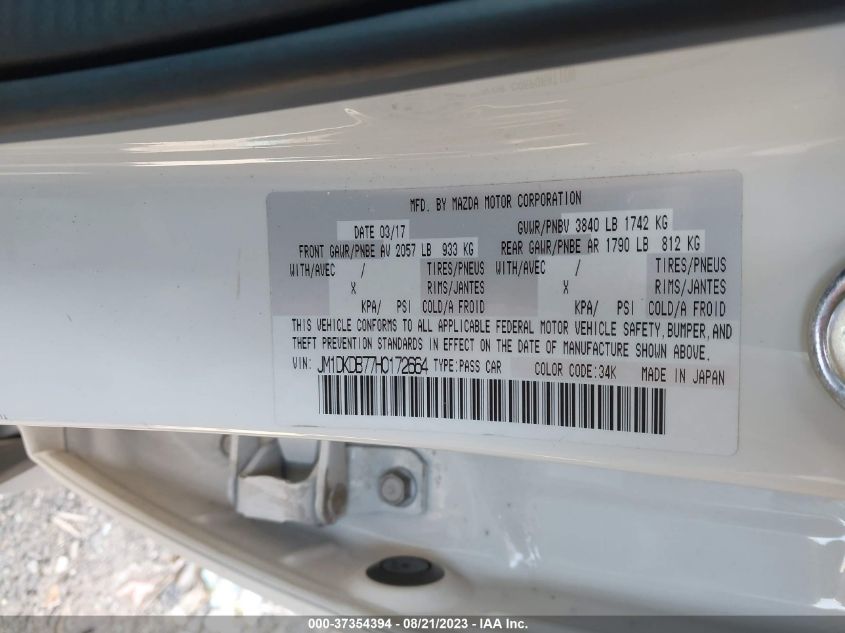 MFD. BY MAZDA MOTOR CORPORATION
DATE 03/17 GVWR/PNBV 3840 LB 1742 KG
FRONT GAWR/PNBE AV 2057 LB 933 KG REAR GAWR/PNBE AR 1790 LB 812 KG
WITH/AVEC / TIRES/PNEUS WITH/AVEC / TIRES/PNEUS
X RIMS/JANTES X RIMS/JANTES
KPA/ PSI COLD/A FROID KPA/ PSI COLD/A FROID
THIS VEHICLE CONFORMS TO ALL APPLICABLE FEDERAL MOTOR VEHICLE SAFETY, BUMPER, AND
THEFT PREVENTION STANDARDS IN EFFECT ON THE DATE OF MANUFACTURE SHOWN ABOVE.
VIN: JM1DKDB77H0172664 TYPE:PASS CAR COLOR CODE:34K MADE IN JAPAN
000-37354394 - 08/21/2023 - IAA Inc.